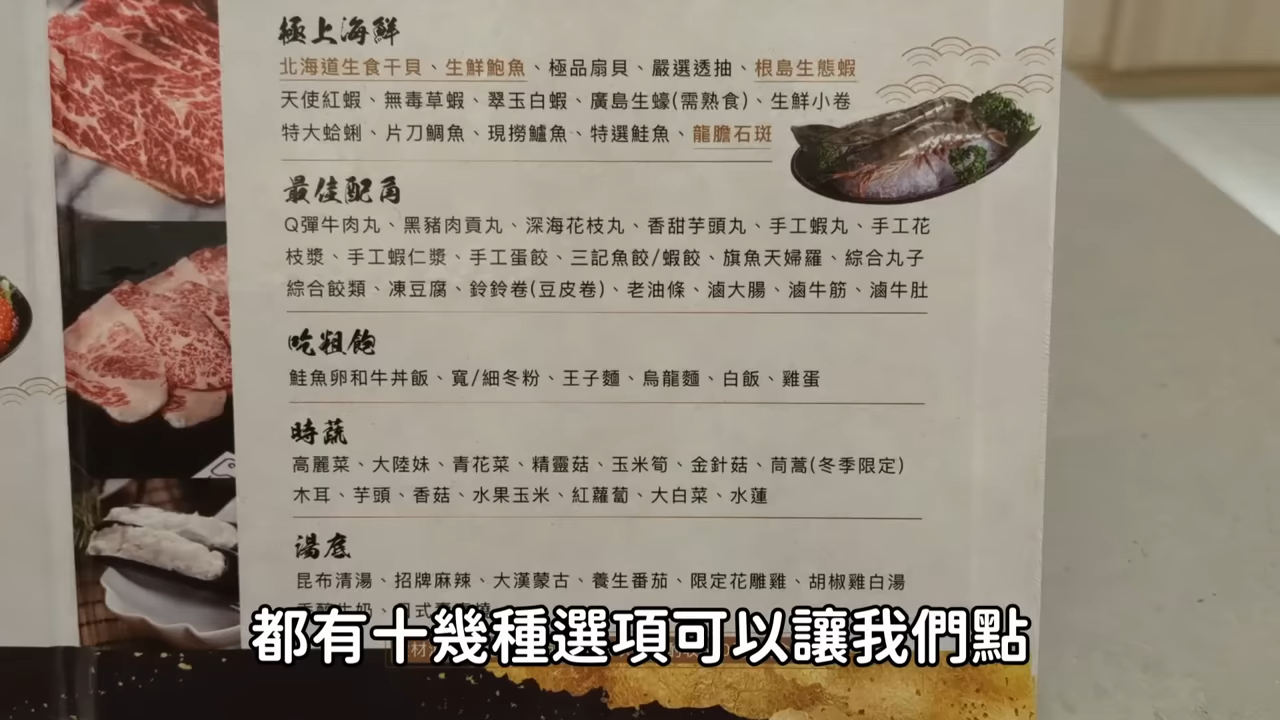 極上海鮮
北海道生食干貝、生鮮鮑魚、極品扇貝、嚴選透抽、根島生態蝦
天使紅蝦、無毒草蝦、翠玉白蝦、廣島生蠔(需熟食)、生鮮小卷
特大蛤蜊、片刀鯛魚、現撈鱸魚、特選鮭魚、龍膽石斑
最佳配角
Q彈牛肉丸、黑豬肉貢丸、深海花枝丸、香甜芋頭丸、手工蝦丸、手工花
枝漿、手工蝦仁漿、手工蛋餃、三記魚餃/蝦餃、旗魚天婦羅、綜合丸子
綜合餃類、凍豆腐、鈴鈴卷(豆皮卷)、老油條、滷大腸、滷牛筋、滷牛肚
吃粗飽
鮭魚卵和牛丼飯、寬/細冬粉、王子麵、烏龍麵、白飯、雞蛋
時蔬
高麗菜、大陸妹、青花菜、精靈菇、玉米筍、金針菇、茼蒿(冬季限定)
木耳、芋頭、香菇、水果玉米、紅蘿蔔、大白菜、水蓮
湯底
昆布清湯、招牌麻辣、大漢蒙古、養生番茄、限定花雕雞、胡椒雞白湯
都有十幾種選項可以讓我們點